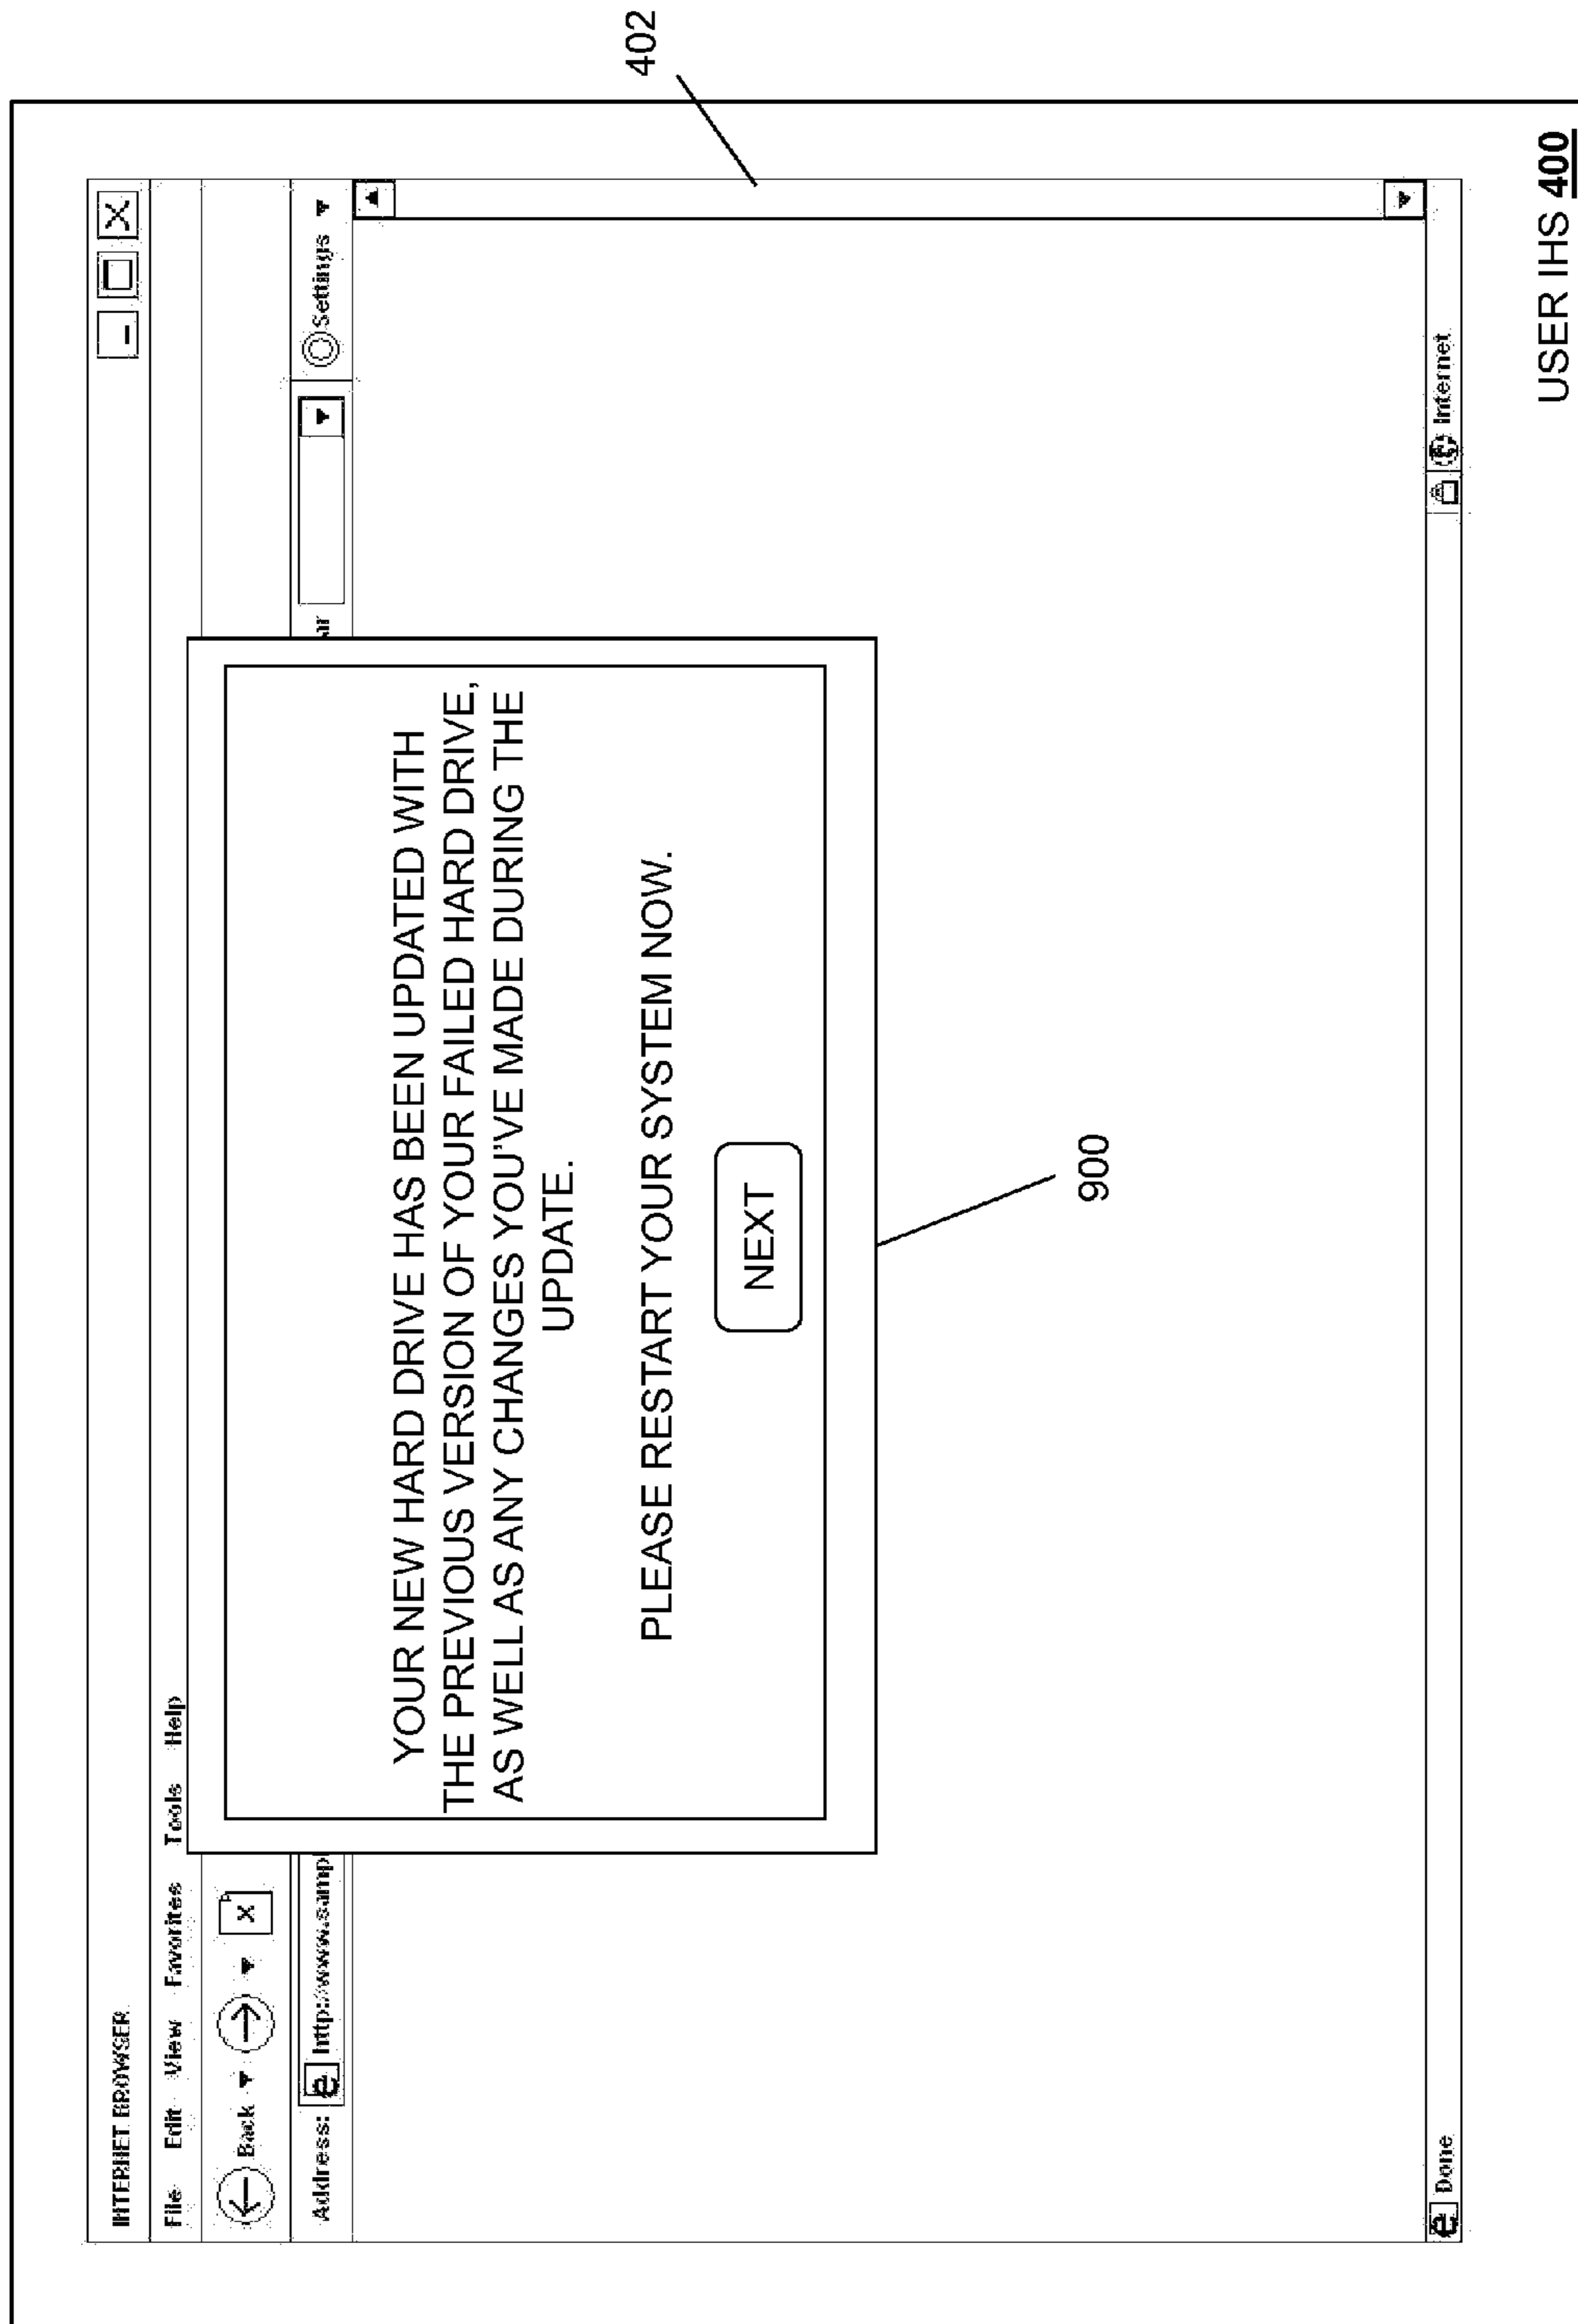 INTERNET BROWSER
File Edit View Favorites Tools Help
Back
Address: http://www.sampl
Settings
YOUR NEW HARD DRIVE HAS BEEN UPDATED WITH
THE PREVIOUS VERSION OF YOUR FAILED HARD DRIVE,
AS WELL AS ANY CHANGES YOU'VE MADE DURING THE
UPDATE.
PLEASE RESTART YOUR SYSTEM NOW.
NEXT
900
402
Done
Internet
USER IHS 400